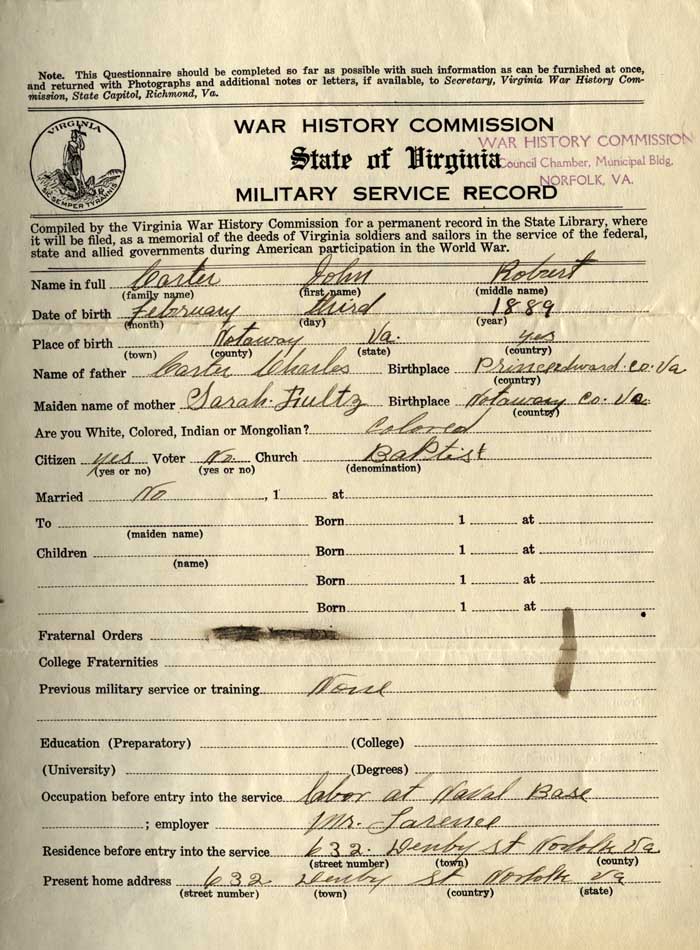 Note. This Questionnaire should be completed so far as possible with such information as can be furnished at once,
and returned with Photographs and additional notes or letters, if available, to Secretary, Virginia War History Com-
mission, State Capitol, Richmond, Va.
VIRGINIA
SIC SEMPER TYRANNIS
WAR HISTORY COMMISSION
State of Virginia
MILITARY SERVICE RECORD
WAR HISTORY COMMISSION
Council Chamber, Municipal Bldg.
NORFOLK, VA.
Compiled by the Virginia War History Commission for a permanent record in the State Library, where
it will be filed, as a memorial of the deeds of Virginia soldiers and sailors in the service of the federal,
state and allied governments during American participation in the World War.
Name in full Carter John Robert
(family name) (first name) (middle name)
Date of birth February third 1889
(month) (day) (year)
Place of birth Notaway Va. yes
(town) (county) (state) (country)
Name of father Carter Charles Birthplace Prince edward. co. Va
(country)
Maiden name of mother Sarah. Fultz Birthplace Notaway co. Va.
(country)
Are you White, Colored, Indian or Mongolian? Colored
Citizen yes Voter No. Church Baptist
(yes or no) (yes or no) (denomination)
Married No , 1 at
To Born 1 at
(maiden name)
Children Born 1 at
(name)
Born 1 at
Born 1 at
Fraternal Orders
College Fraternities
Previous military service or training None
Education (Preparatory) (College)
(University) (Degrees)
Occupation before entry into the service labor at Naval Base
; employer Mr.
Residence before entry into the service 632. st Norfolk Va
(street number) (town) (county)
Present home address 632 st Norfolk Va
(street number) (town) (country) (state)